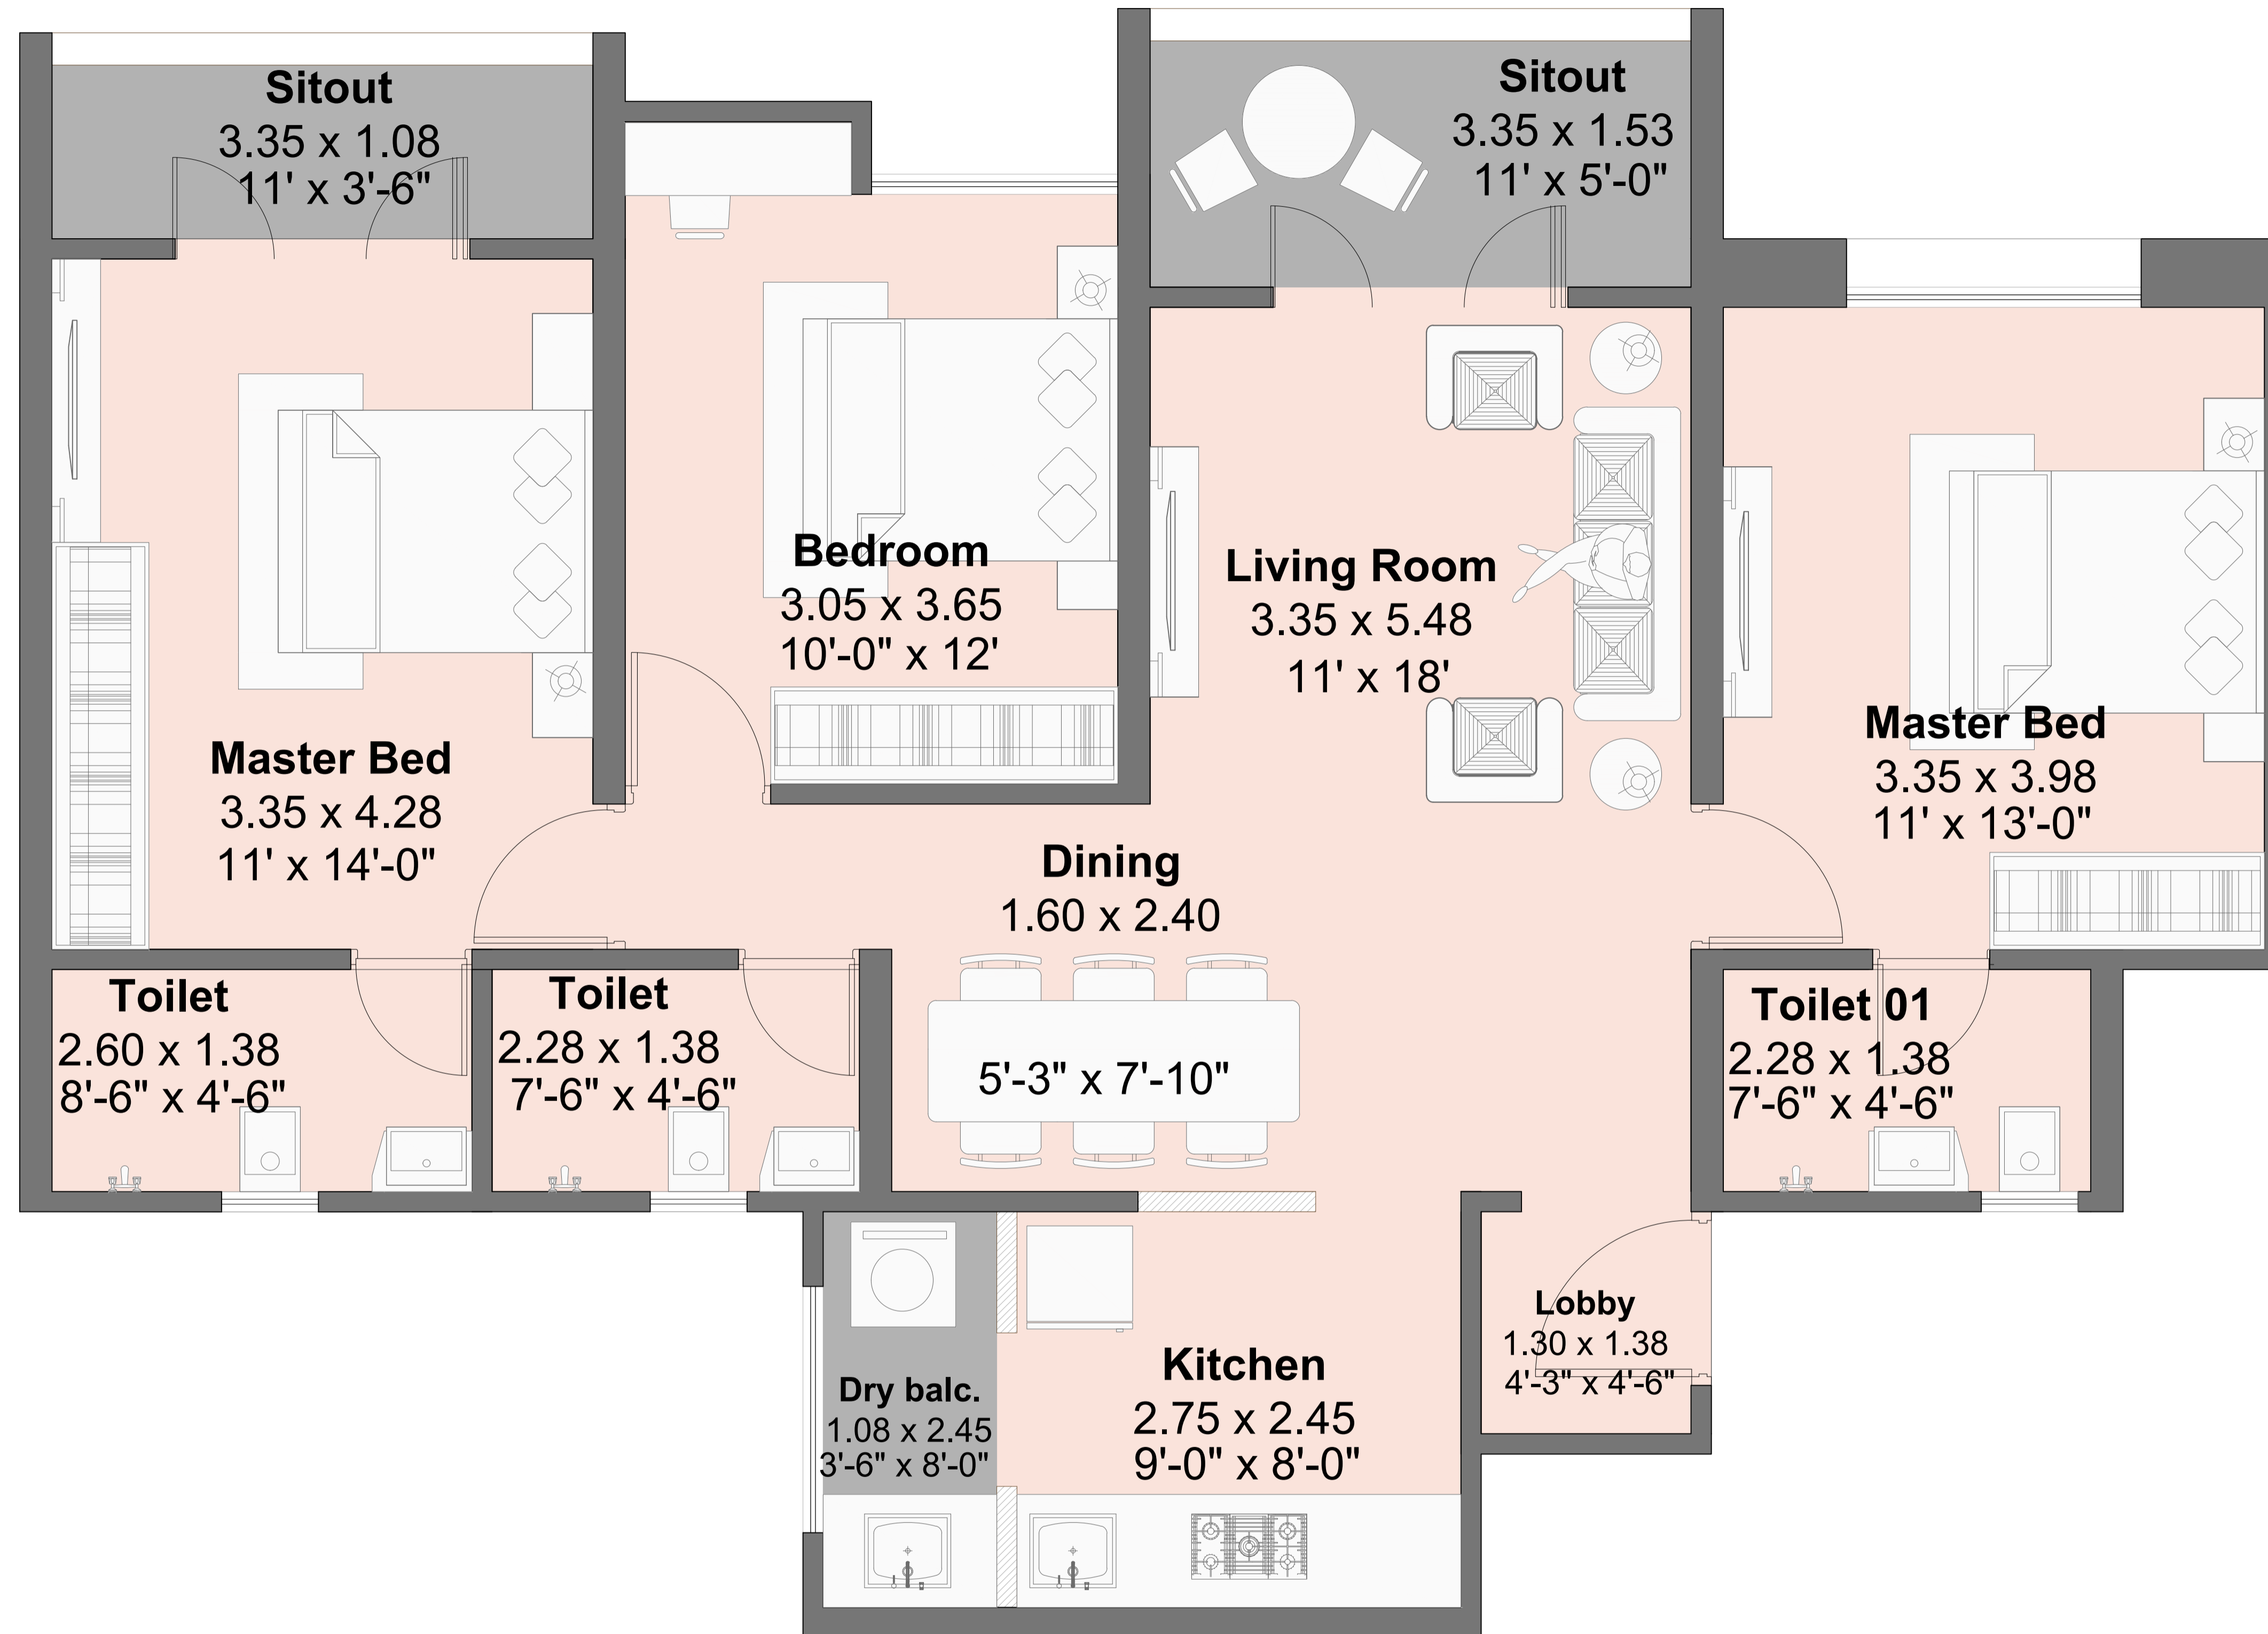 Sitout
3.35 x 1.08
11' x 3'-6"
Sitout
3.35 x 1.53
11' x 5'-0"
Bedroom
3.05 x 3.65
10'-0" x 12'
Living Room
3.35 x 5.48
11' x 18'
Master Bed
3.35 x 4.28
11' x 14'-0"
Master Bed
3.35 x 3.98
11' x 13'-0"
Dining
1.60 x 2.40
5'-3" x 7'-10"
Toilet
2.60 x 1.38
8'-6" x 4'-6"
Toilet
2.28 x 1.38
7'-6" x 4'-6"
Toilet 01
2.28 x 1.38
7'-6" x 4'-6"
Lobby
1.30 x 1.38
4'-3" x 4'-6"
Dry balc.
1.08 x 2.45
3'-6" x 8'-0"
Kitchen
2.75 x 2.45
9'-0" x 8'-0"